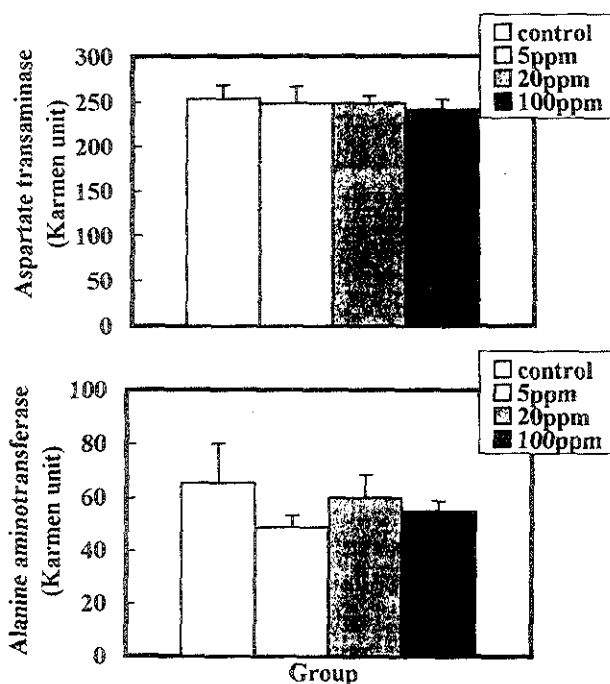 control
5ppm
20ppm
100ppm
Aspartate transaminase
(Karmen unit)
300
250
200
150
100
50
0
control
5ppm
20ppm
100ppm
Alanine aminotransferase
(Karmen unit)
100
80
60
40
20
0
Group